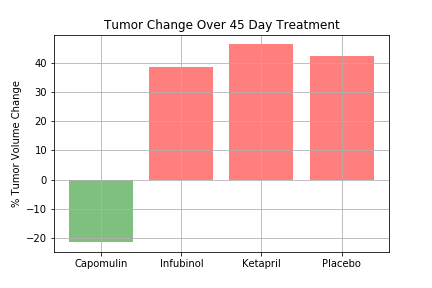 Tumor Change Over 45 Day Treatment
% Tumor Volume Change
40
30
20
10
0
−10
−20
Capomulin Infubinol Ketapril Placebo